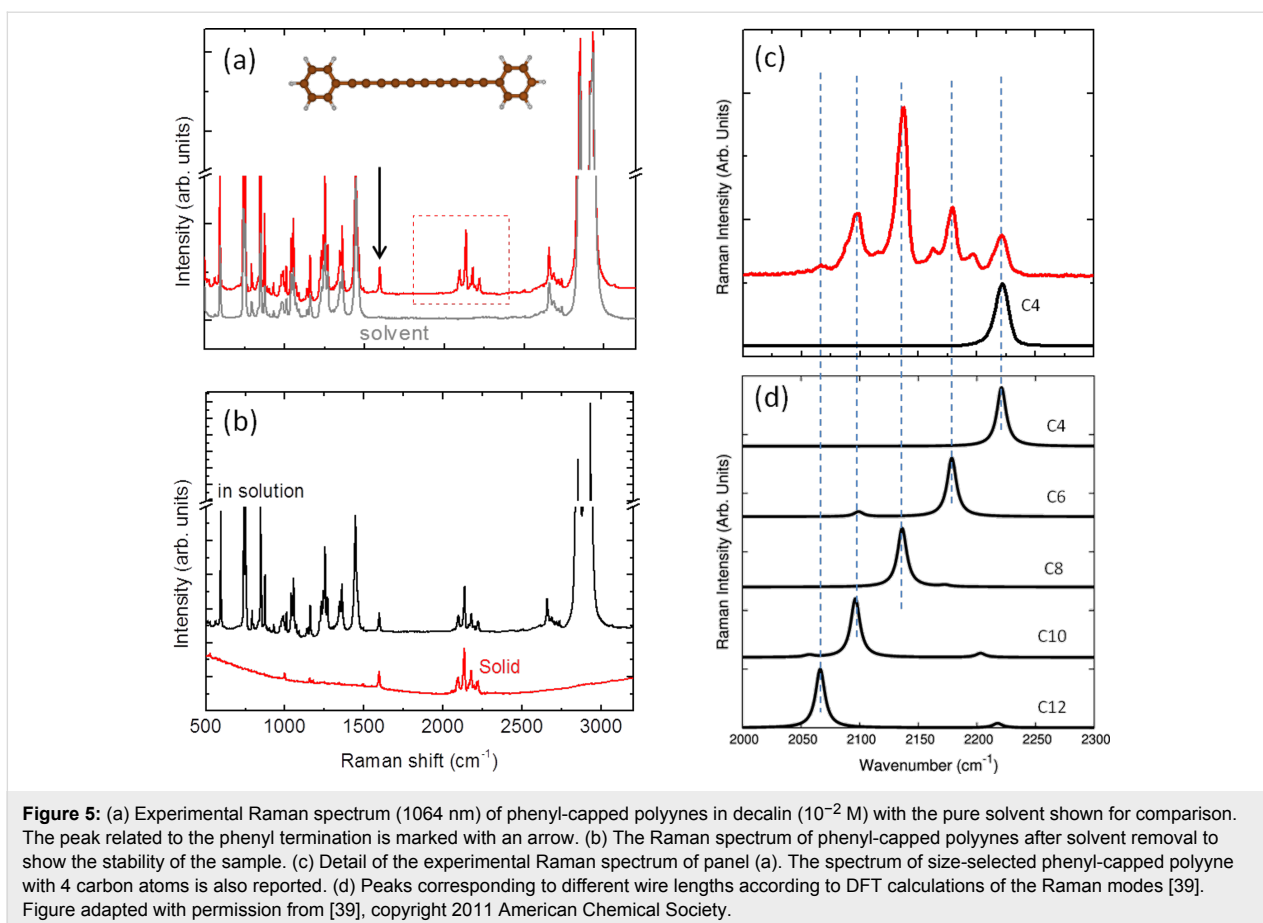 (a)
Intensity (arb. units)
solvent
500 1000 1500 2000 2500 3000
(b)
Intensity (arb. units)
in solution
Solid
500 1000 1500 2000 2500 3000
Raman shift (cm⁻¹)
(c)
Raman Intensity (Arb. Units)
C4
(d)
Raman Intensity (Arb. Units)
C4
C6
C8
C10
C12
2000 2050 2100 2150 2200 2250 2300
Wavenumber (cm⁻¹)
Figure 5: (a) Experimental Raman spectrum (1064 nm) of phenyl-capped polyynes in decalin (10⁻² M) with the pure solvent shown for comparison.
The peak related to the phenyl termination is marked with an arrow. (b) The Raman spectrum of phenyl-capped polyynes after solvent removal to
show the stability of the sample. (c) Detail of the experimental Raman spectrum of panel (a). The spectrum of size-selected phenyl-capped polyyne
with 4 carbon atoms is also reported. (d) Peaks corresponding to different wire lengths according to DFT calculations of the Raman modes [39].
Figure adapted with permission from [39], copyright 2011 American Chemical Society.